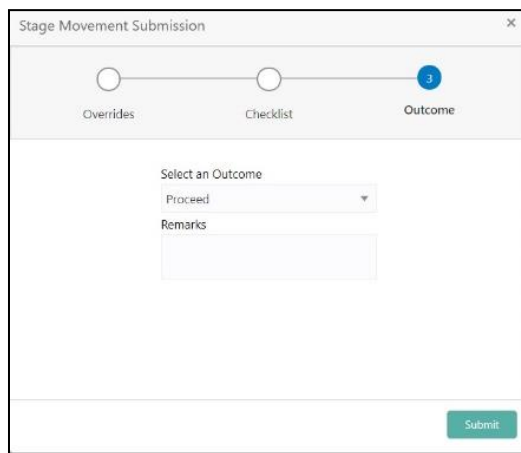 Stage Movement Submission ×
3
Overrides Checklist Outcome
Select an Outcome
Proceed
Remarks
Submit